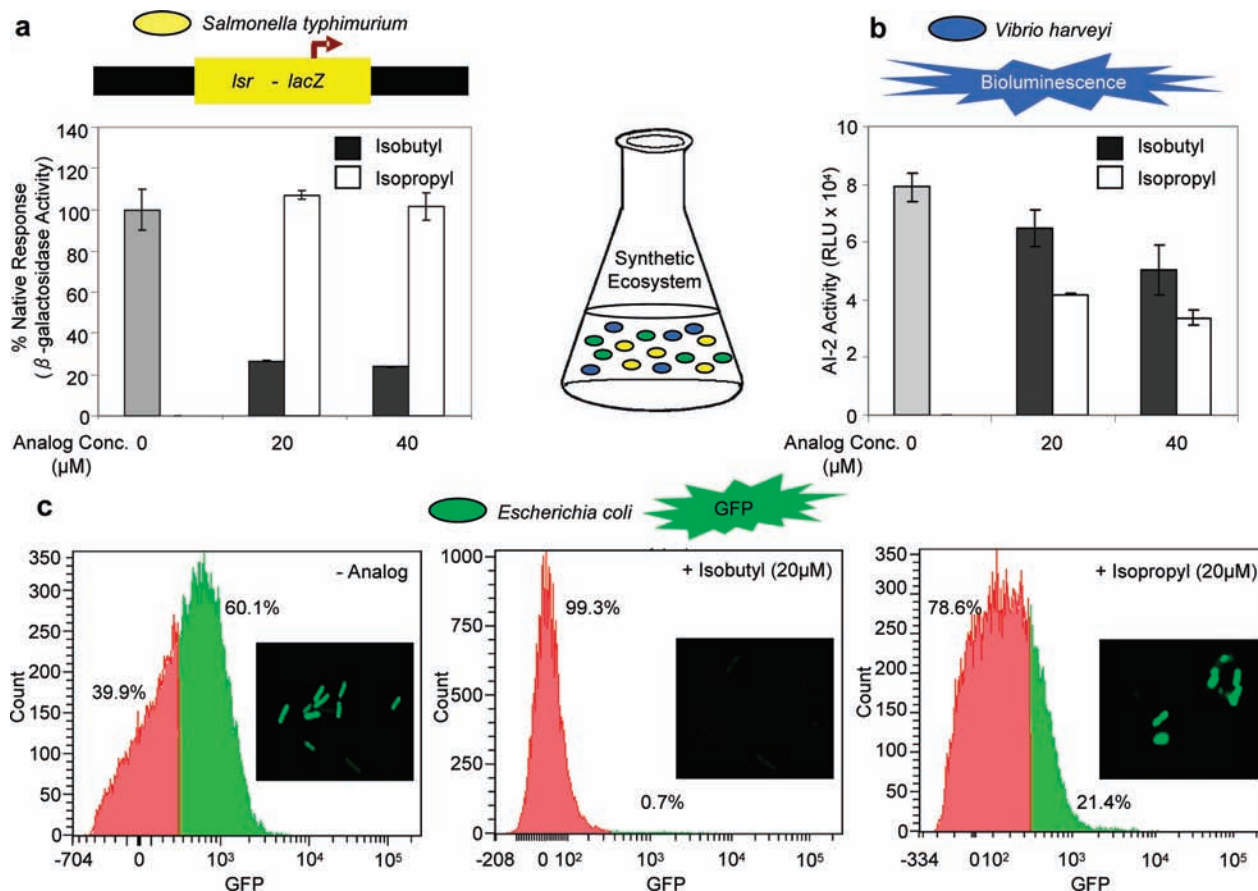 a
Salmonella typhimurium
lsr - lacZ
% Native Response
(β-galactosidase Activity)
140
120
100
80
60
40
20
0
Isobutyl
Isopropyl
Analog Conc. 0 20 40
(µM)
Synthetic
Ecosystem
b
Vibrio harveyi
Bioluminescence
AI-2 Activity (RLU x 10⁴)
10
8
6
4
2
0
Isobutyl
Isopropyl
Analog Conc. 0 20 40
(µM)
c
Escherichia coli
GFP
Count
350
300
250
200
150
100
50
0
- Analog
60.1%
39.9%
-704 0 10³ 10⁴ 10⁵
GFP
Count
1000
750
500
250
0
+ Isobutyl (20µM)
99.3%
0.7%
-208 0 10² 10³ 10⁴ 10⁵
GFP
Count
350
300
250
200
150
100
50
0
+ Isopropyl (20µM)
78.6%
21.4%
-334 0 10² 10³ 10⁴ 10⁵
GFP